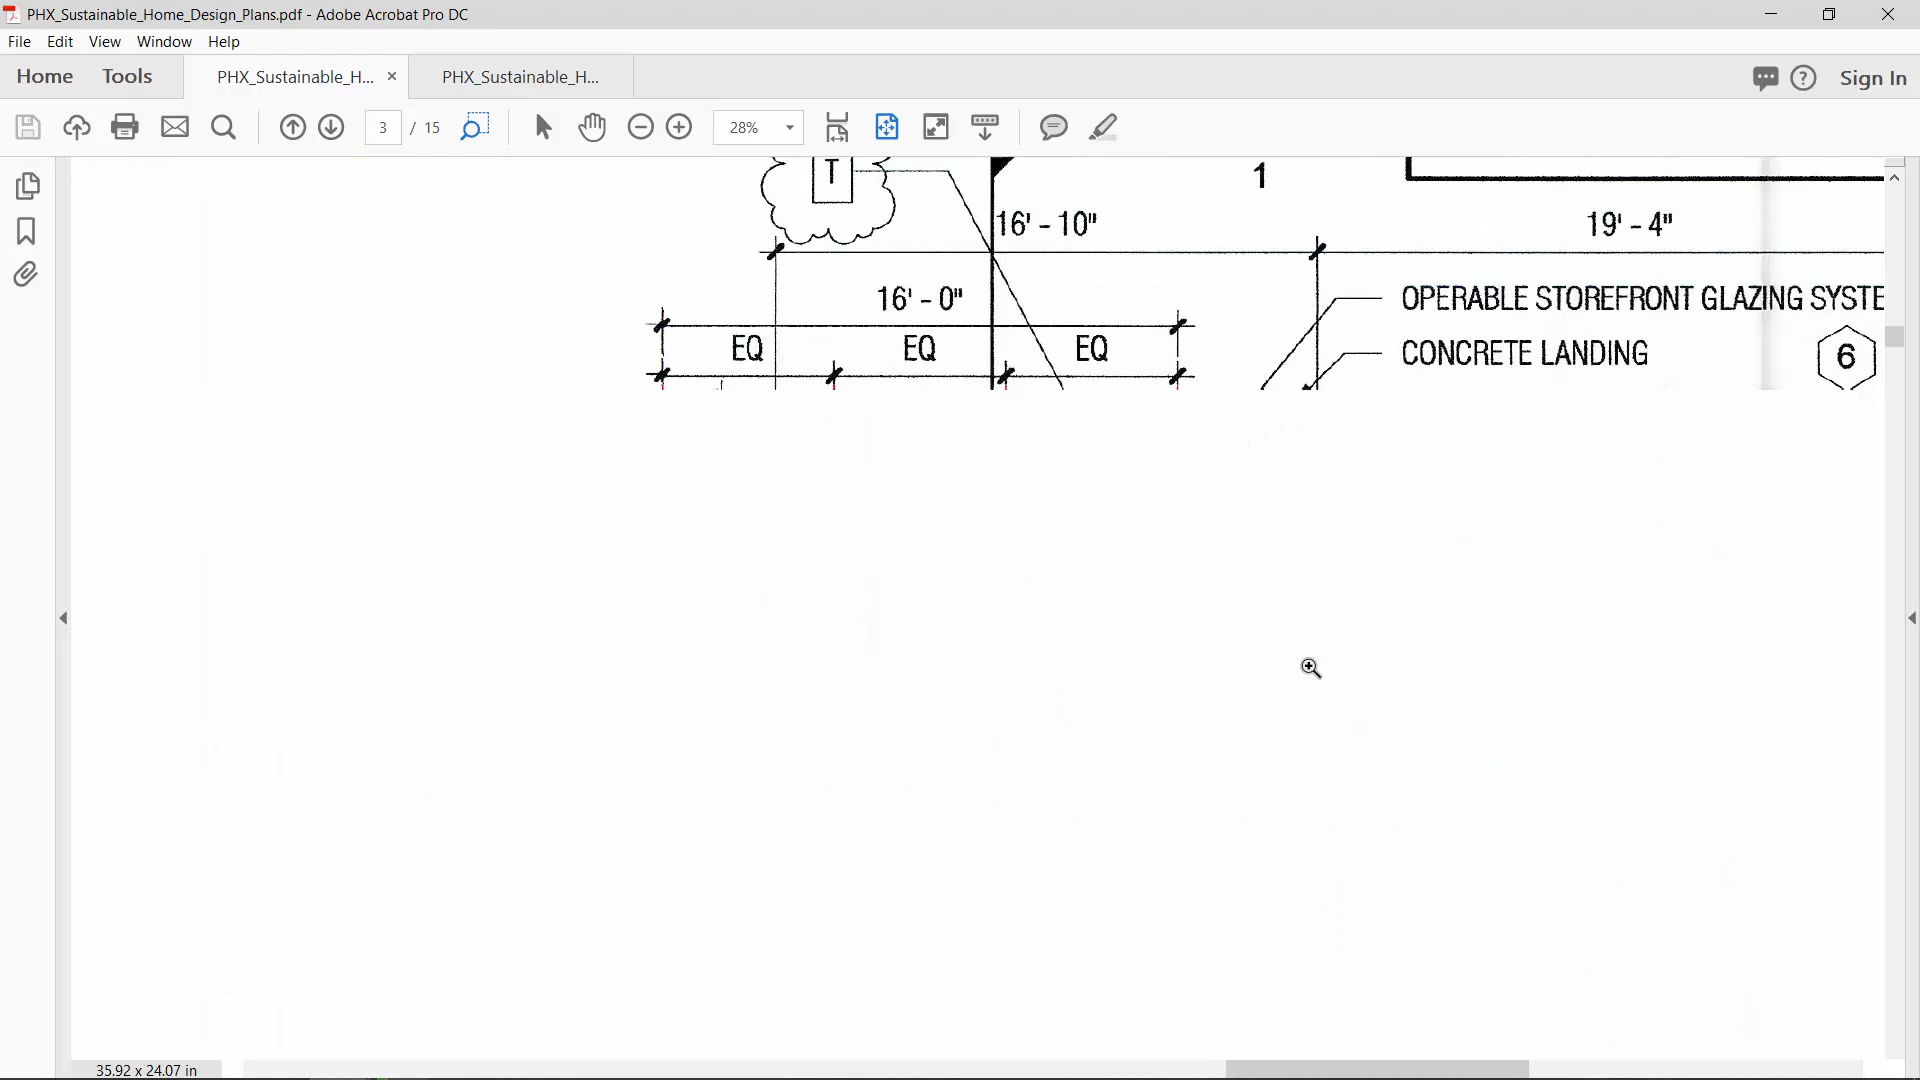 PHX_Sustainable_Home_Design_Plans.pdf - Adobe Acrobat Pro DC
File Edit View Window Help
Home Tools PHX_Sustainable_H... × PHX_Sustainable_H... Sign In
3 / 15 28%
T
1
16' - 10" 19' - 4"
16' - 0" OPERABLE STOREFRONT GLAZING SYSTE
EQ EQ EQ CONCRETE LANDING 6
35.92 x 24.07 in